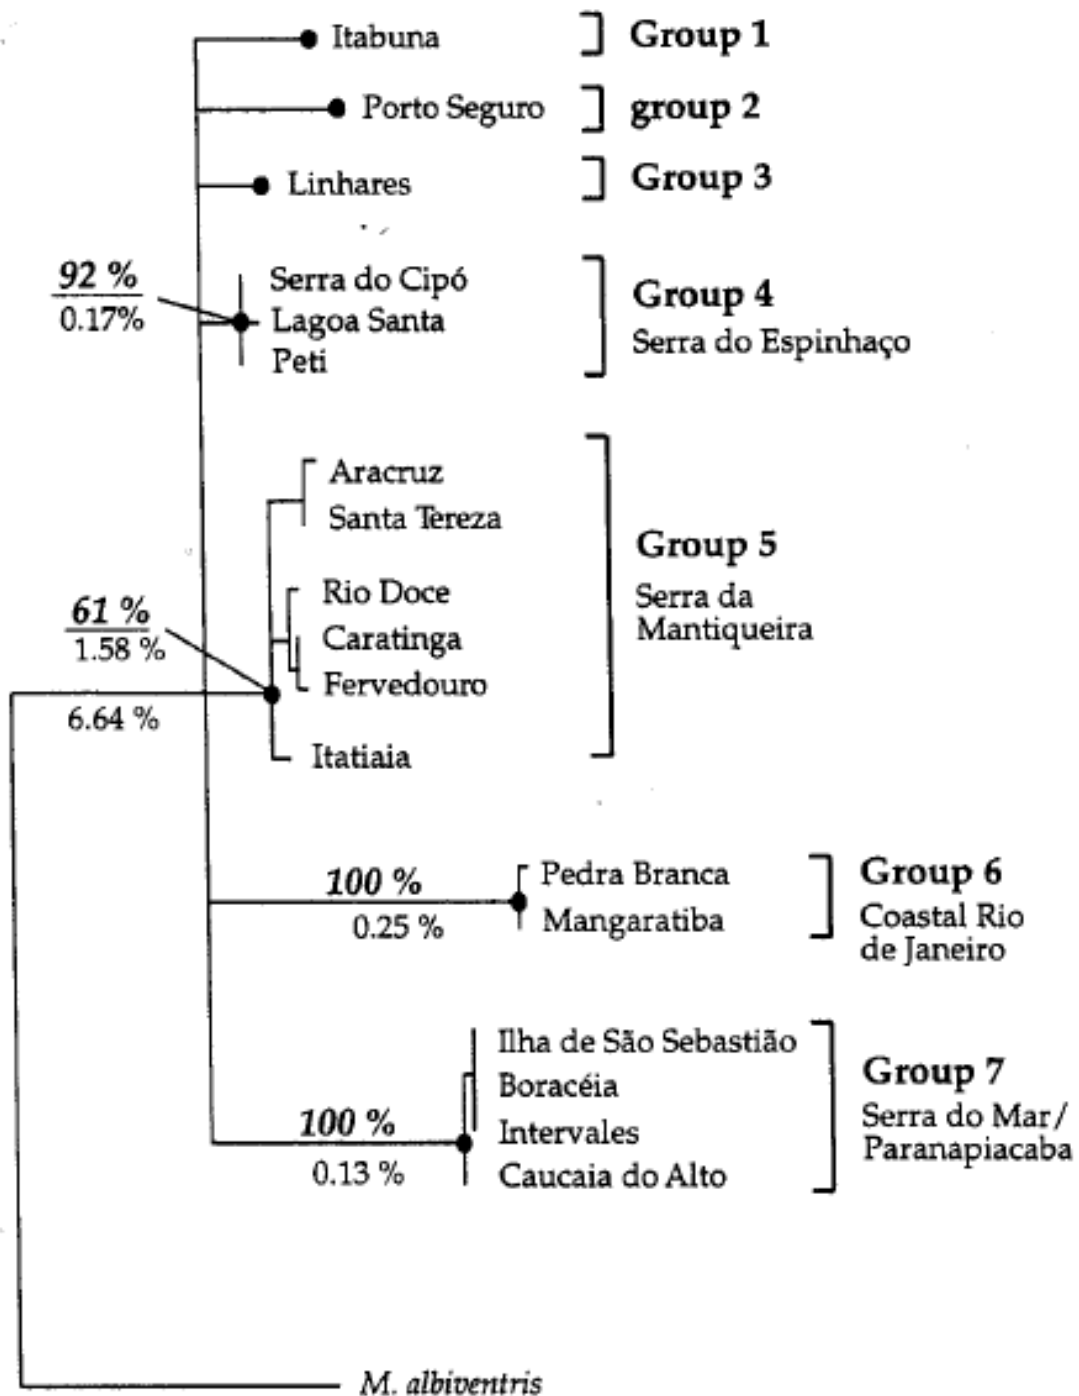 Itabuna
Group 1
Porto Seguro
group 2
Linhares
Group 3
92 %
0.17%
Serra do Cipó
Lagoa Santa
Peti
Group 4
Serra do Espinhaço
Aracruz
Santa Tereza
Rio Doce
Caratinga
Fervedouro
Itatiaia
61 %
1.58 %
6.64 %
Group 5
Serra da
Mantiqueira
100 %
0.25 %
Pedra Branca
Mangaratiba
Group 6
Coastal Rio
de Janeiro
100 %
0.13 %
Ilha de São Sebastião
Boracéia
Intervales
Caucaia do Alto
Group 7
Serra do Mar/
Paranapiacaba
M. albiventris